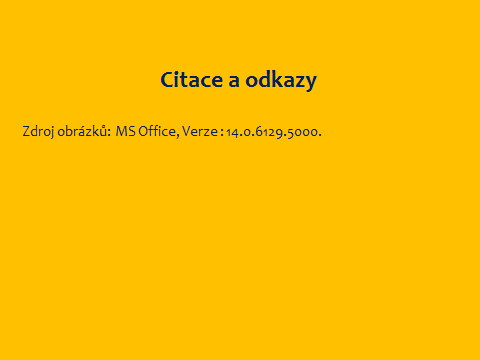 Citace a odkazy
Zdroj obrázků: MS Office, Verze : 14.0.6129.5000.